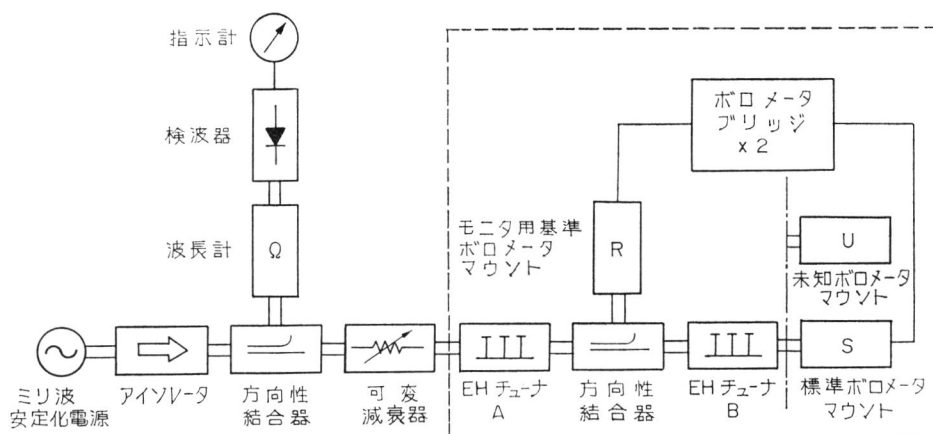 指示計
検波器
波長計
Ω
モニタ用基準
ボロメータ
マウント
R
ボロメータ
ブリッジ
x 2
U
未知ボロメータ
マウント
S
標準ボロメータ
マウント
ミリ波
安定化電源
アイソレータ
方向性
結合器
可変
減衰器
EHチューナ
A
方向性
結合器
EHチューナ
B